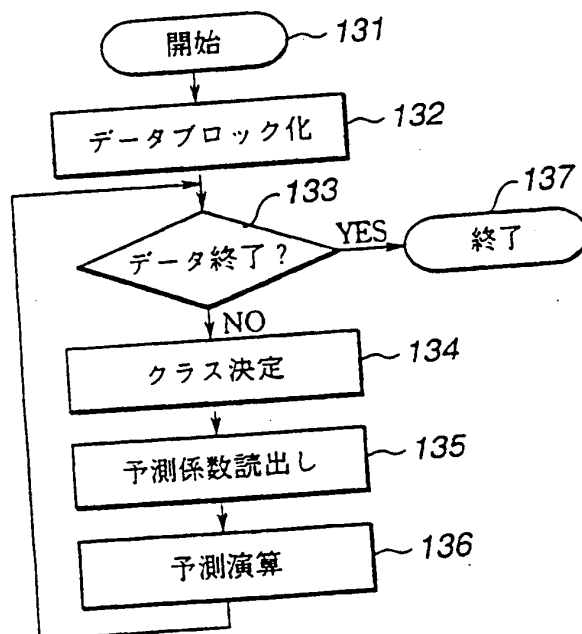 開始
131
データブロック化
132
133
データ終了?
YES
137
終了
NO
クラス決定
134
予測係数読出し
135
予測演算
136